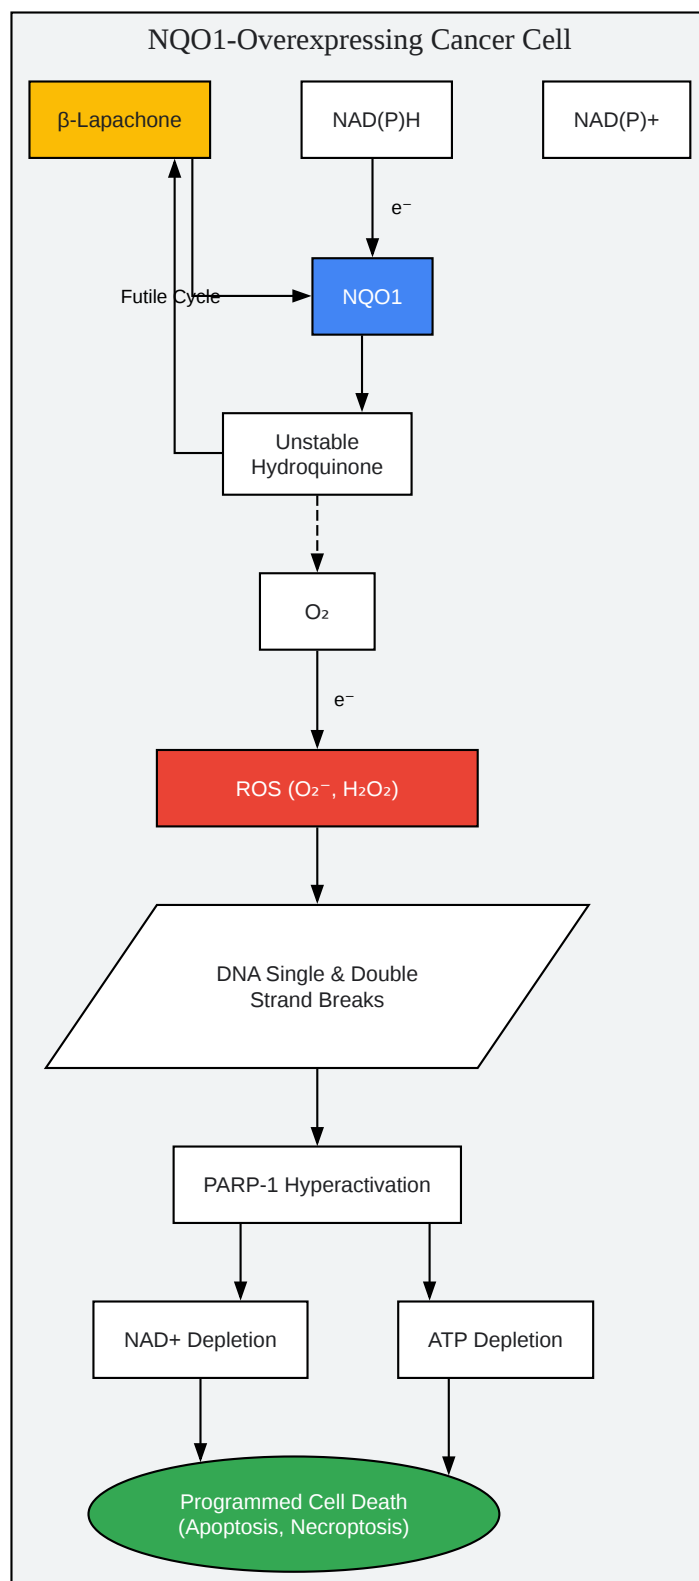 NQO1-Overexpressing Cancer Cell
β-Lapachone
NAD(P)H
NAD(P)+
e⁻
Futile Cycle
NQO1
Unstable
Hydroquinone
O₂
e⁻
ROS (O₂⁻, H₂O₂)
DNA Single & Double
Strand Breaks
PARP-1 Hyperactivation
NAD+ Depletion
ATP Depletion
Programmed Cell Death
(Apoptosis, Necroptosis)